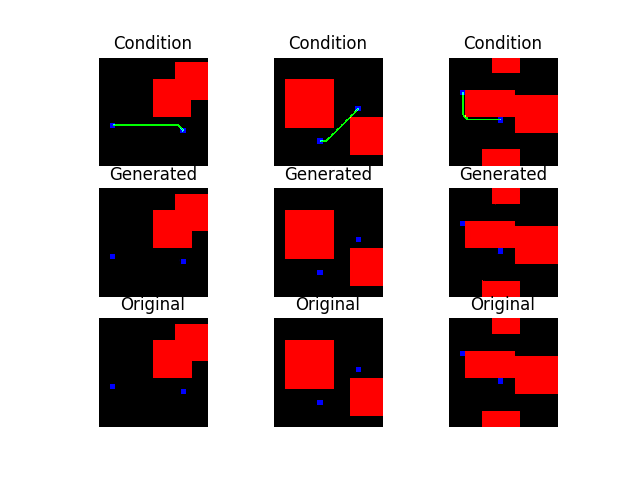 Condition Condition Condition
Generated Generated Generated
Original Original Original